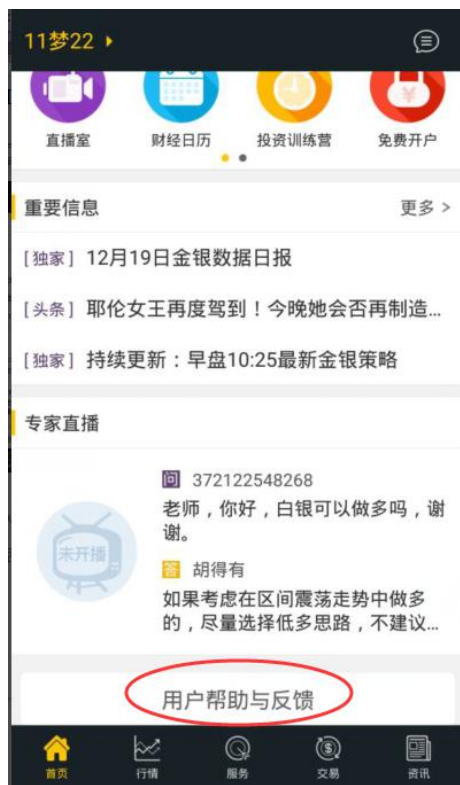 11梦22
直播室
财经日历
投资训练营
免费开户
重要信息
更多 >
[独家] 12月19日金银数据日报
[头条] 耶伦女王再度驾到！今晚她会否再制造...
[独家] 持续更新：早盘10:25最新金银策略
专家直播
问 372122548268
老师，你好，白银可以做多吗，谢
谢。
未开播
答 胡得有
如果考虑在区间震荡走势中做多
的，尽量选择低多思路，不建议...
用户帮助与反馈
首页
行情
服务
交易
资讯